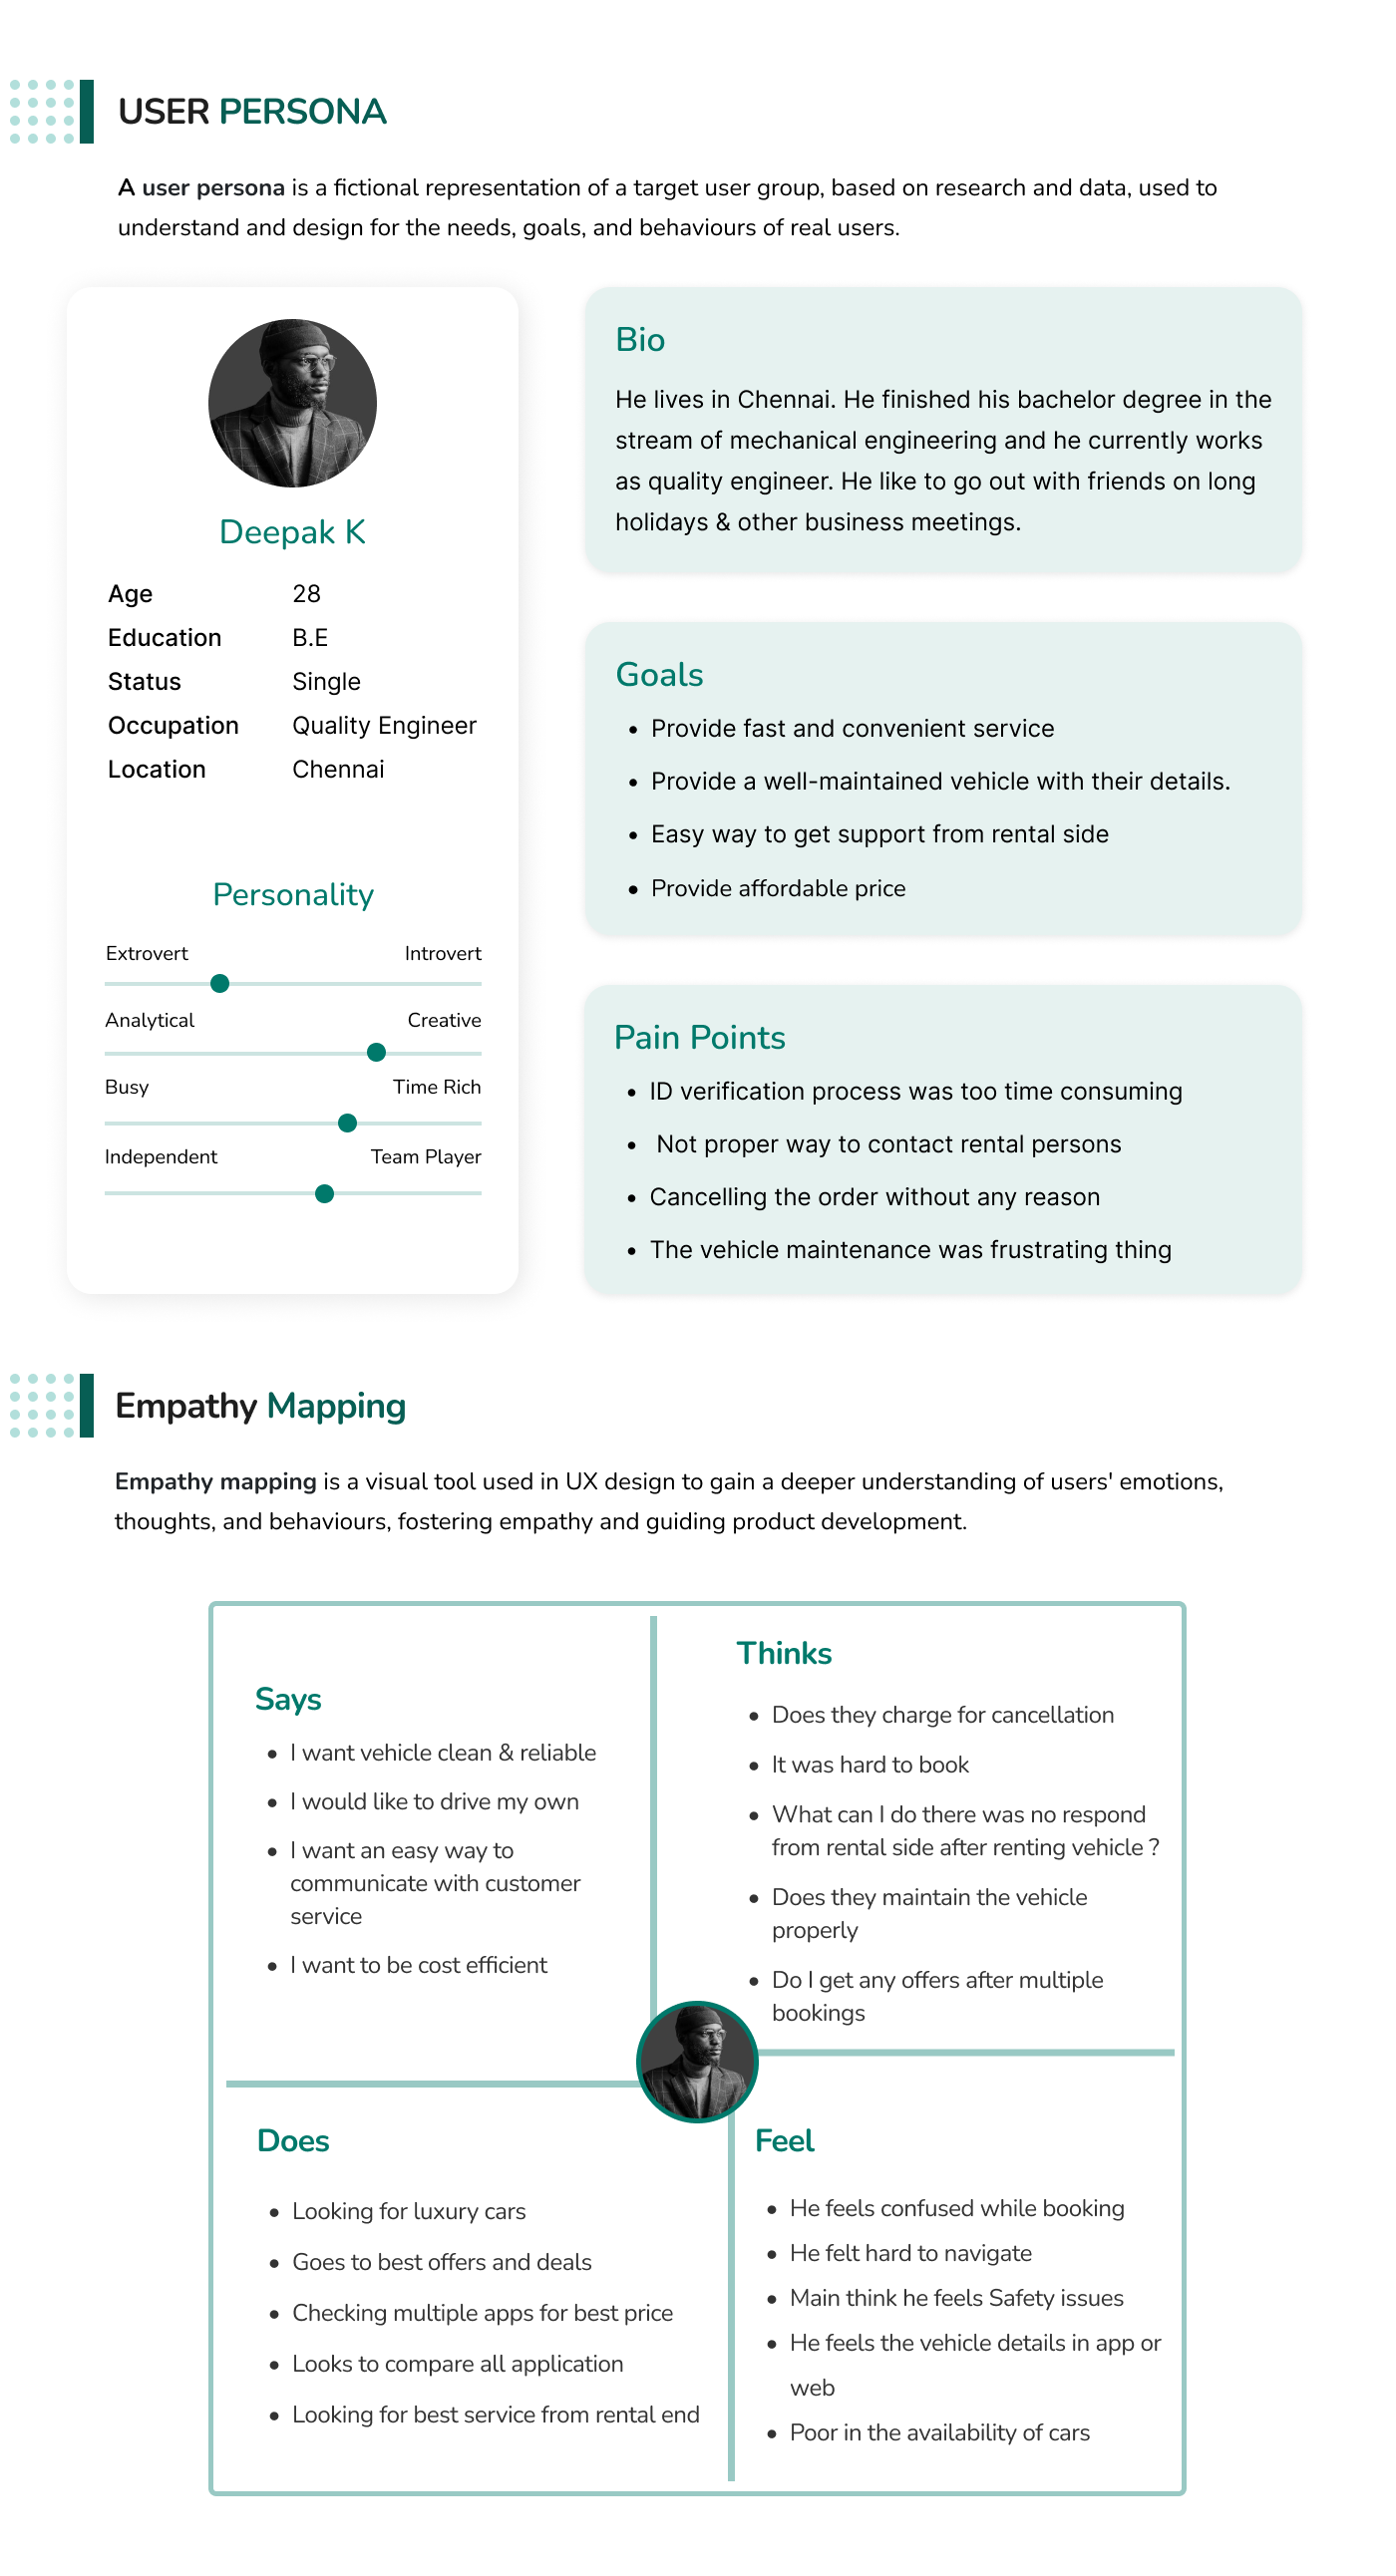 USER PERSONA
A user persona is a fictional representation of a target user group, based on research and data, used to
understand and design for the needs, goals, and behaviours of real users.
Deepak K
Age 28
Education B.E
Status Single
Occupation Quality Engineer
Location Chennai
Personality
Extrovert Introvert
Analytical Creative
Busy Time Rich
Independent Team Player
Bio
He lives in Chennai. He finished his bachelor degree in the
stream of mechanical engineering and he currently works
as quality engineer. He like to go out with friends on long
holidays & other business meetings.
Goals
• Provide fast and convenient service
• Provide a well-maintained vehicle with their details.
• Easy way to get support from rental side
• Provide affordable price
Pain Points
• ID verification process was too time consuming
• Not proper way to contact rental persons
• Cancelling the order without any reason
• The vehicle maintenance was frustrating thing
Empathy Mapping
Empathy mapping is a visual tool used in UX design to gain a deeper understanding of users' emotions,
thoughts, and behaviours, fostering empathy and guiding product development.
Says
• I want vehicle clean & reliable
• I would like to drive my own
• I want an easy way to
communicate with customer
service
• I want to be cost efficient
Thinks
• Does they charge for cancellation
• It was hard to book
• What can I do there was no respond
from rental side after renting vehicle ?
• Does they maintain the vehicle
properly
• Do I get any offers after multiple
bookings
Does
• Looking for luxury cars
• Goes to best offers and deals
• Checking multiple apps for best price
• Looks to compare all application
• Looking for best service from rental end
Feel
• He feels confused while booking
• He felt hard to navigate
• Main think he feels Safety issues
• He feels the vehicle details in app or
web
• Poor in the availability of cars